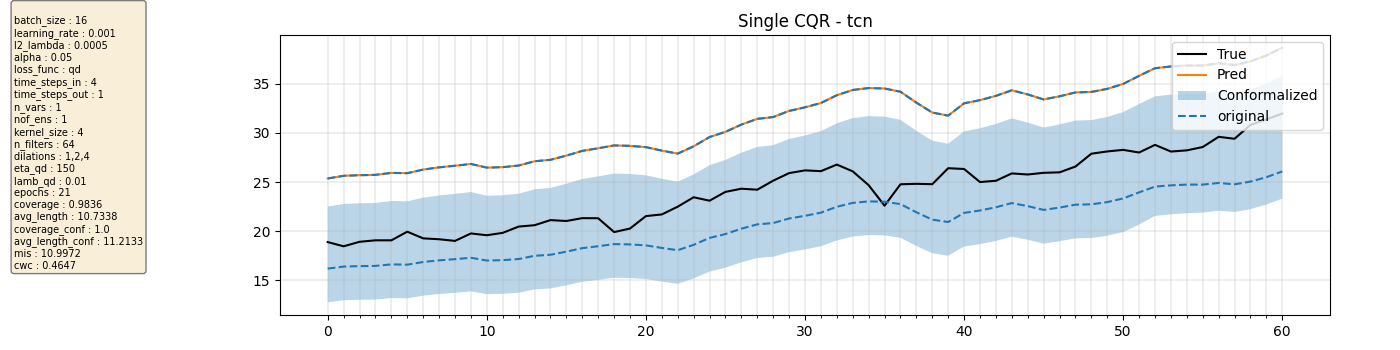 batch_size : 16
learning_rate : 0.001
l2_lambda : 0.0005
alpha : 0.05
loss_func : qd
time_steps_in : 4
time_steps_out : 1
n_vars : 1
nof_ens : 1
kernel_size : 4
n_filters : 64
dilations : 1,2,4
eta_qd : 150
lamb_qd : 0.01
epochs : 21
coverage : 0.9836
avg_length : 10.7338
coverage_conf : 1.0
avg_length_conf : 11.2133
mis : 10.9972
cwc : 0.4647
Single CQR - tcn
True
Pred
Conformalized
original
35
30
25
20
15
0 10 20 30 40 50 60